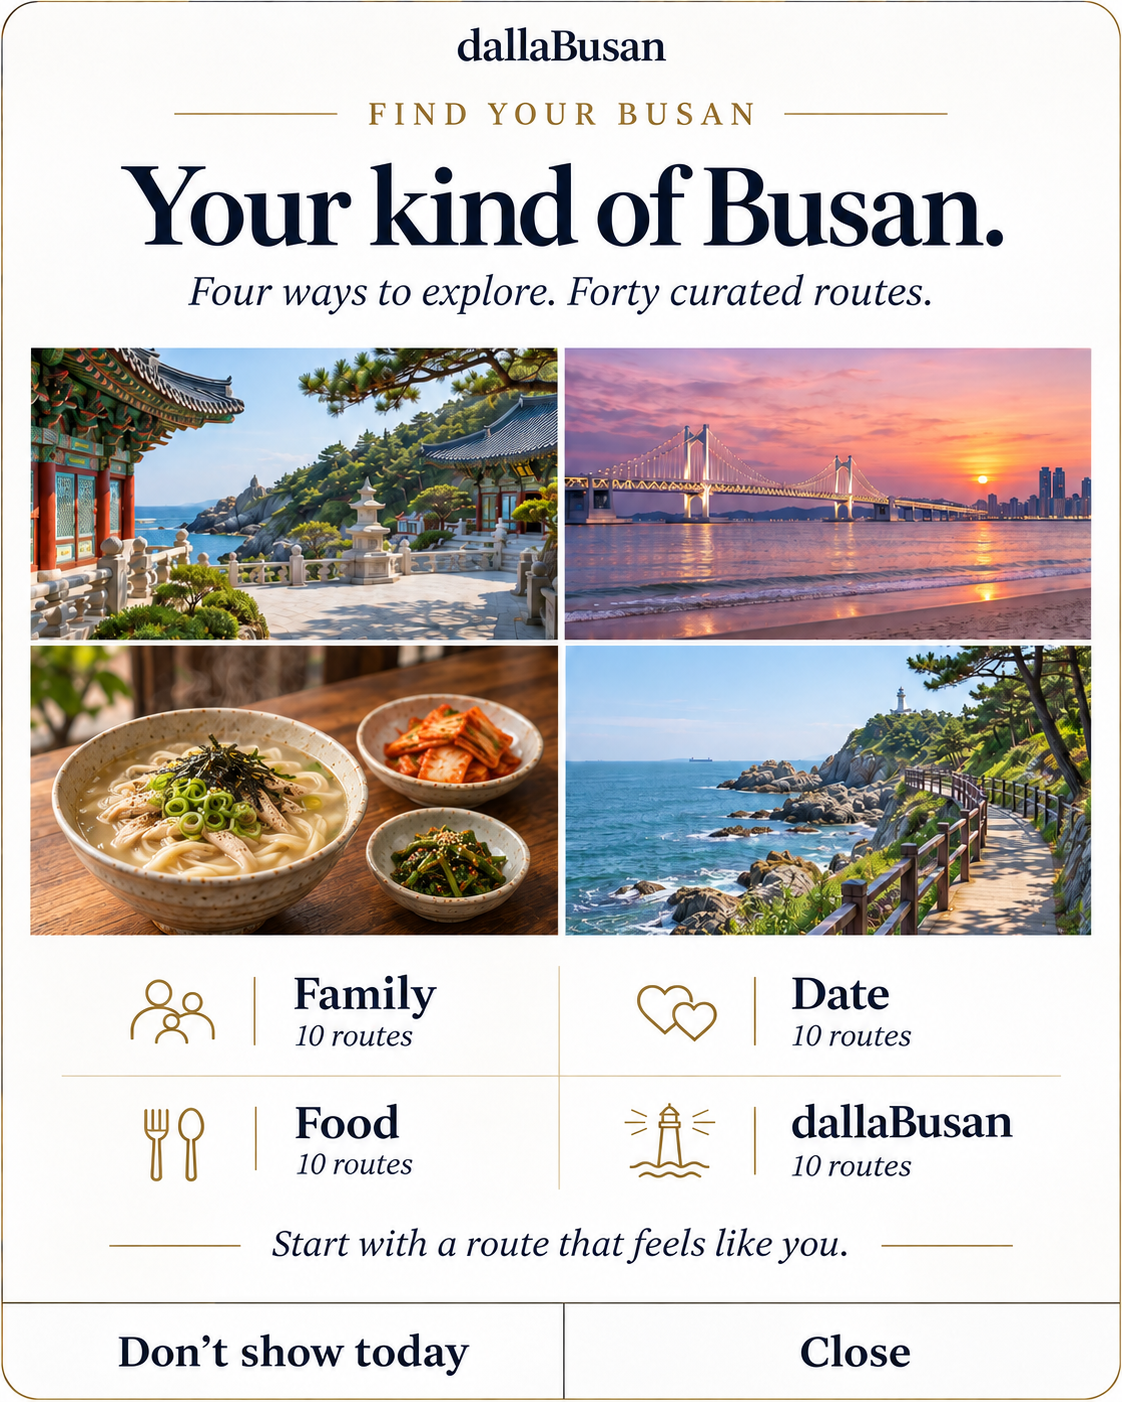 dallaBusan
FIND YOUR BUSAN
Your kind of Busan.
Four ways to explore. Forty curated routes.
Family
10 routes
Date
10 routes
Food
10 routes
dallaBusan
10 routes
Start with a route that feels like you.
Don’t show today
Close